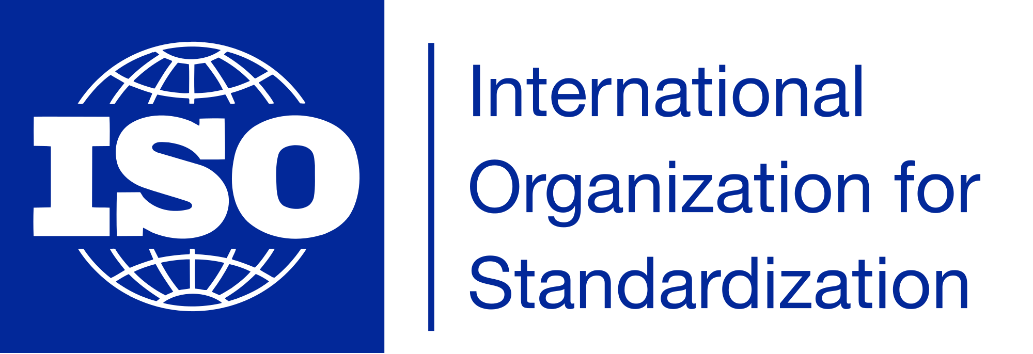 ISO
International
Organization for
Standardization